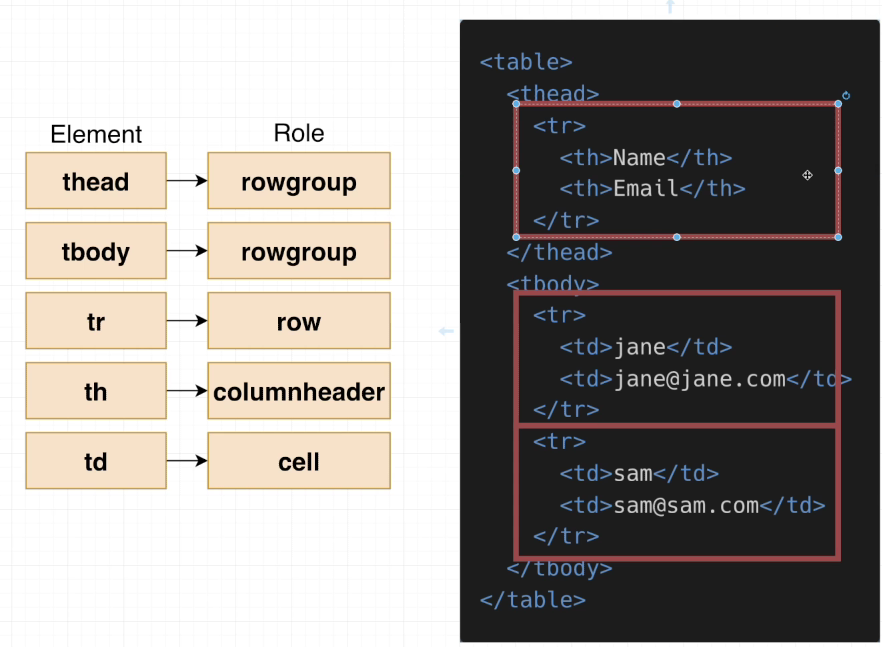 Element Role
thead rowgroup
tbody rowgroup
tr row
th columnheader
td cell
<table>
<thead>
<tr>
<th>Name</th>
<th>Email</th>
</tr>
</thead>
<tbody>
<tr>
<td>jane</td>
<td>jane@jane.com</td>
</tr>
<tr>
<td>sam</td>
<td>sam@sam.com</td>
</tr>
</tbody>
</table>